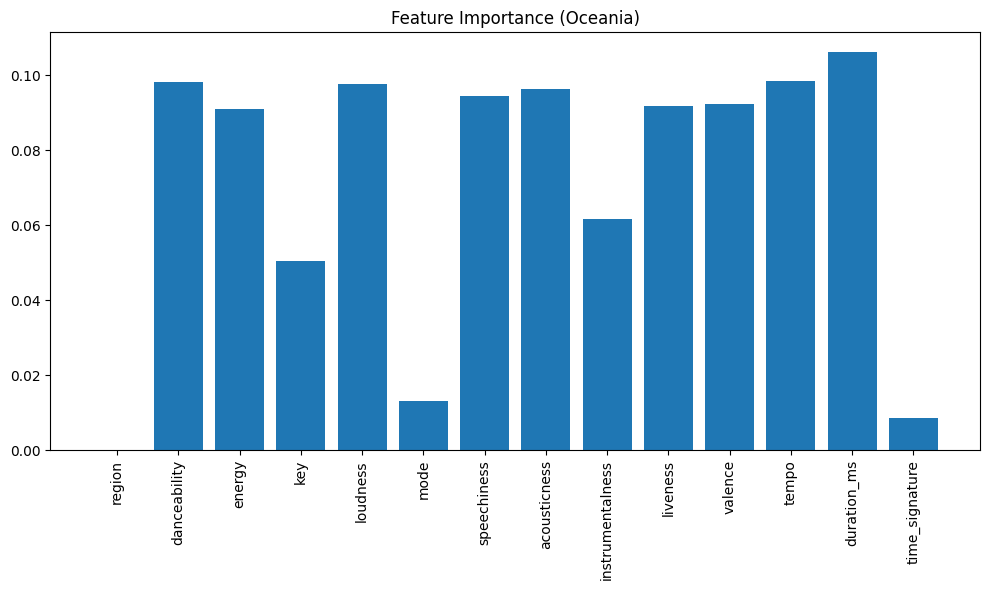 Feature Importance (Oceania)
0.10
0.08
0.06
0.04
0.02
0.00
region
danceability
energy
key
loudness
mode
speechiness
acousticness
instrumentalness
liveness
valence
tempo
duration_ms
time_signature